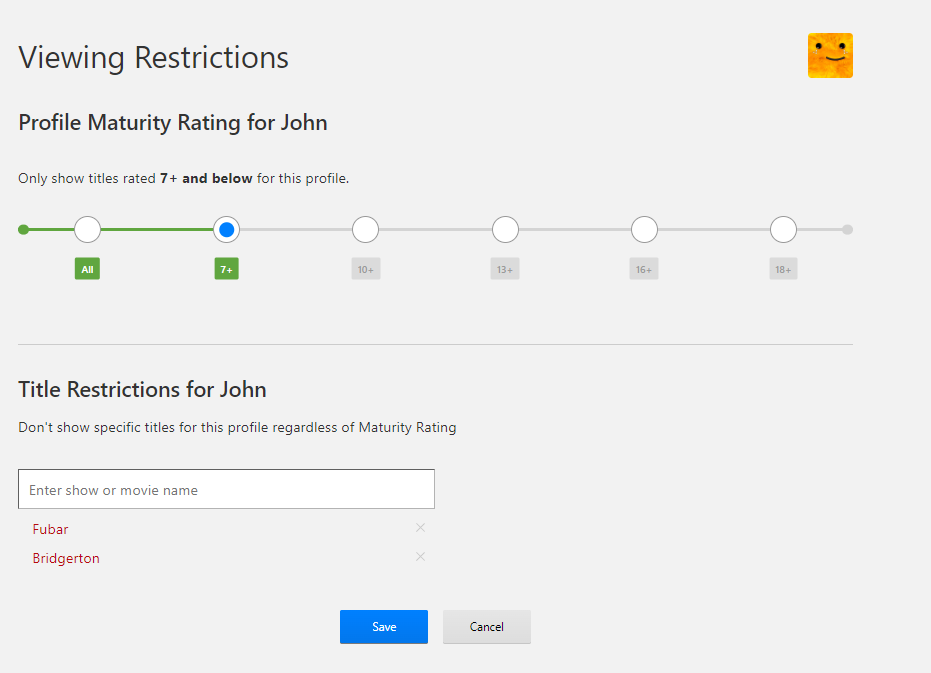 Viewing Restrictions
Profile Maturity Rating for John
Only show titles rated 7+ and below for this profile.
All 7+ 10+ 13+ 16+ 18+
Title Restrictions for John
Don't show specific titles for this profile regardless of Maturity Rating
Enter show or movie name
Fubar
Bridgerton
Save Cancel